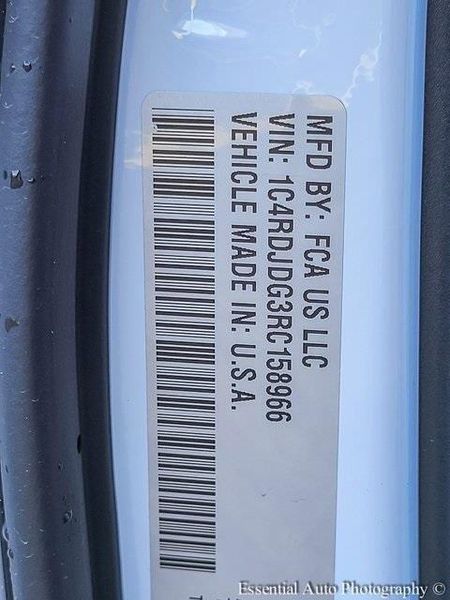 MFD BY: FCA US LLC
VIN: 1C4RDJDG3RC158966
VEHICLE MADE IN: U.S.A.
Essential Auto Photography ©